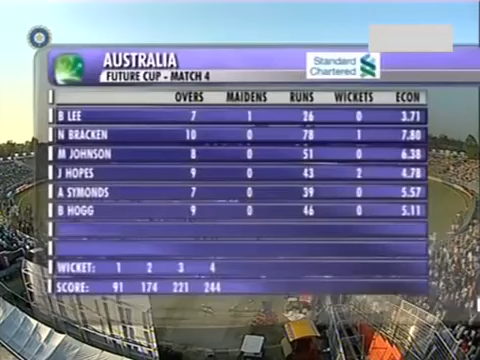 AUSTRALIA
FUTURE CUP - MATCH 4
Standard
Chartered
OVERS MAIDENS RUNS WICKETS ECON
B LEE 7 1 26 0 3.71
N BRACKEN 10 0 78 1 7.80
M JOHNSON 8 0 51 0 6.38
J HOPES 9 0 43 2 4.78
A SYMONDS 7 0 39 0 5.57
B HOGG 9 0 46 0 5.11
WICKET: 1 2 3 4
SCORE: 91 174 221 244